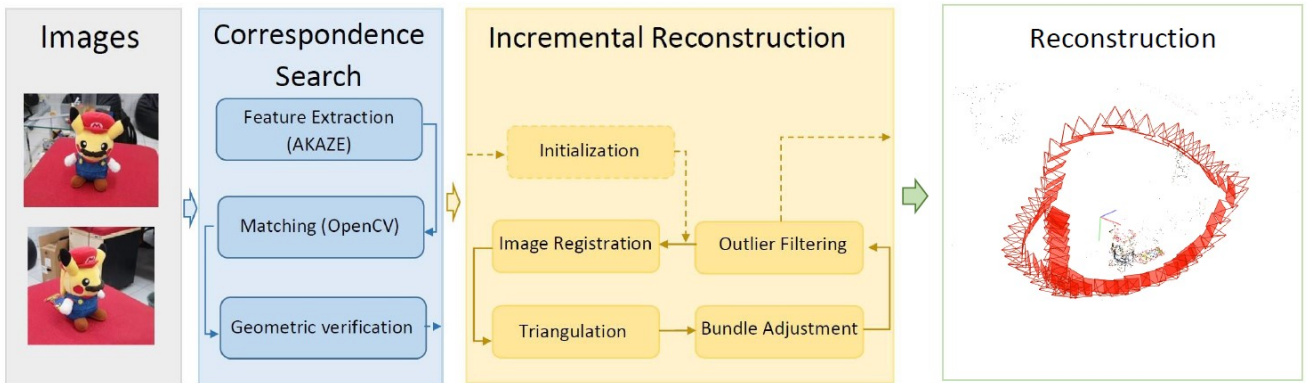 Images
Correspondence
Search
Feature Extraction
(AKAZE)
Matching (OpenCV)
Geometric verification
Incremental Reconstruction
Initialization
Image Registration
Outlier Filtering
Triangulation
Bundle Adjustment
Reconstruction